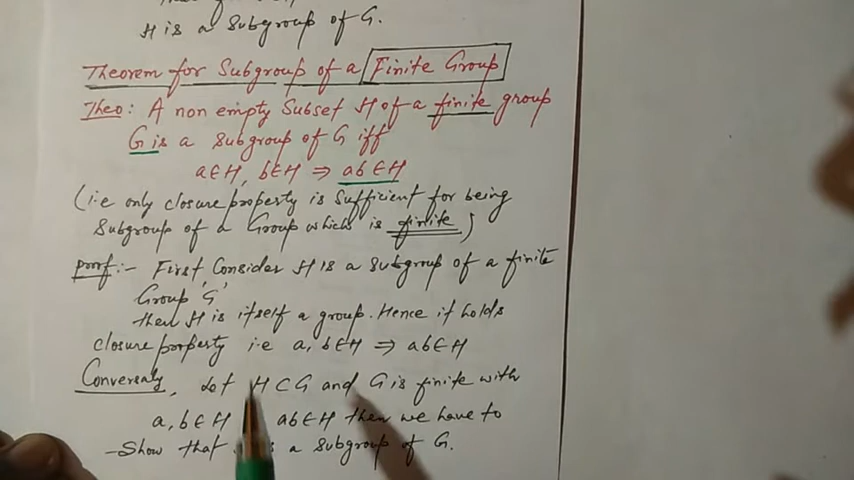 H is a Subgroup of G.
Theorem for Subgroup of a Finite Group
Theo: A non empty Subset H of a finite group
G is a Subgroup of G iff
a∈H, b∈H ⇒ ab∈H
(i.e only closure property is Sufficient for being
Subgroup of a Group which is finite)
Proof:- First Consider H is a subgroup of a finite
Group 'G'
then H is itself a group. Hence it holds
closure property i.e a, b∈H ⇒ ab∈H
Conversaly, Let H⊂G and G is finite with
a, b∈H ab∈H then we have to
Show that a Subgroup of G.